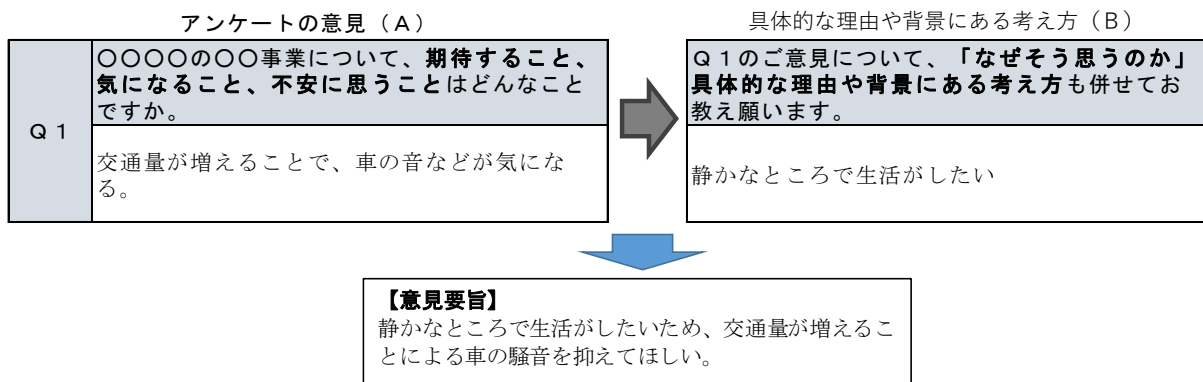 アンケートの意見(A)
具体的な理由や背景にある考え方(B)
Q1
〇〇〇〇の〇〇事業について、期待すること、
気になること、不安に思うことはどんなこと
ですか。
交通量が増えることで、車の音などが気にな
る。
Q1のご意見について、「なぜそう思うのか」
具体的な理由や背景にある考え方も併せてお
教え願います。
静かなところで生活がしたい
【意見要旨】
静かなところで生活がしたいため、交通量が増えるこ
とによる車の騒音を抑えてほしい。